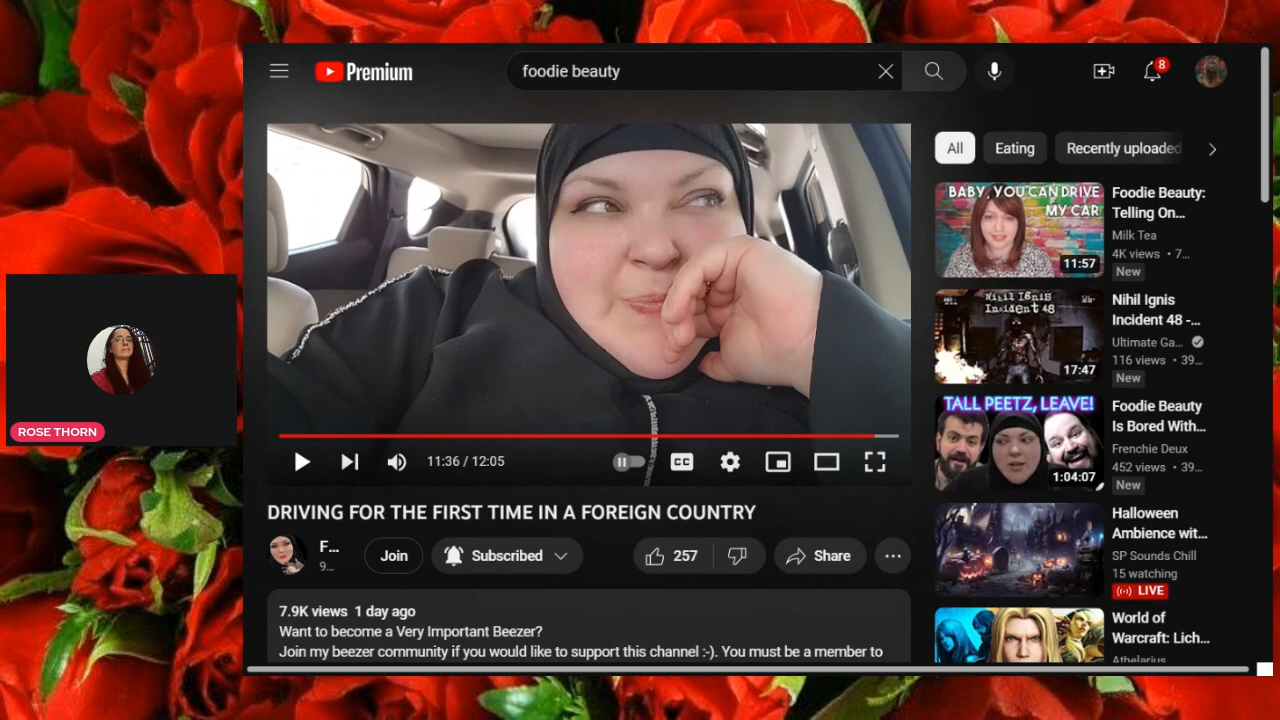 Premium
foodie beauty
8
11:36 / 12:05
CC
DRIVING FOR THE FIRST TIME IN A FOREIGN COUNTRY
F...
9...
Join
Subscribed
257
Share
7.9K views 1 day ago
Want to become a Very Important Beezer?
Join my beezer community if you would like to support this channel :-). You must be a member to
All
Eating
Recently uploaded
BABY, YOU CAN DRIVE
MY CAR
11:57
Foodie Beauty:
Telling On...
Milk Tea
4K views • 7...
New
Nihil Ignis
Incident 48
17:47
Nihil Ignis
Incident 48 -...
Ultimate Ga...
116 views • 39...
New
TALL PEETZ, LEAVE!
1:04:07
Foodie Beauty
Is Bored With...
Frenchie Deux
452 views • 39...
New
Halloween
Ambience wit...
SP Sounds Chill
15 watching
LIVE
World of
Warcraft: Lich...
Athelarius
ROSE THORN